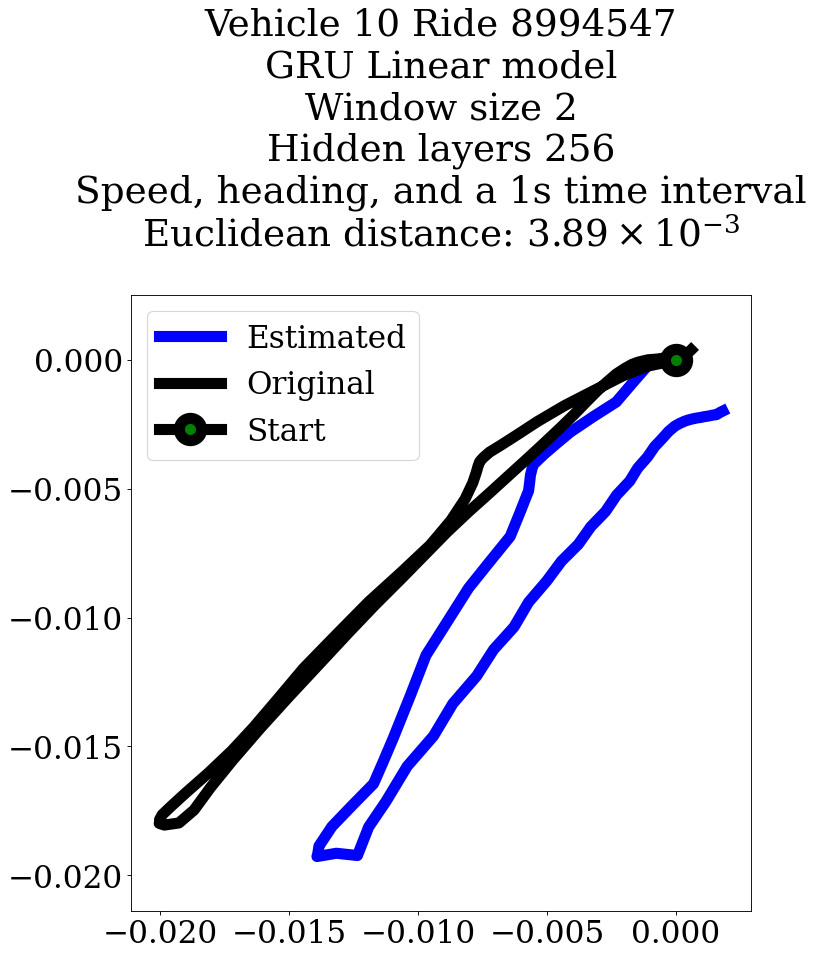 Vehicle 10 Ride 8994547
GRU Linear model
Window size 2
Hidden layers 256
Speed, heading, and a 1s time interval
Euclidean distance: 3.89 × 10⁻³
Estimated
Original
Start
0.000
−0.005
−0.010
−0.015
−0.020
−0.020 −0.015 −0.010 −0.005 0.000